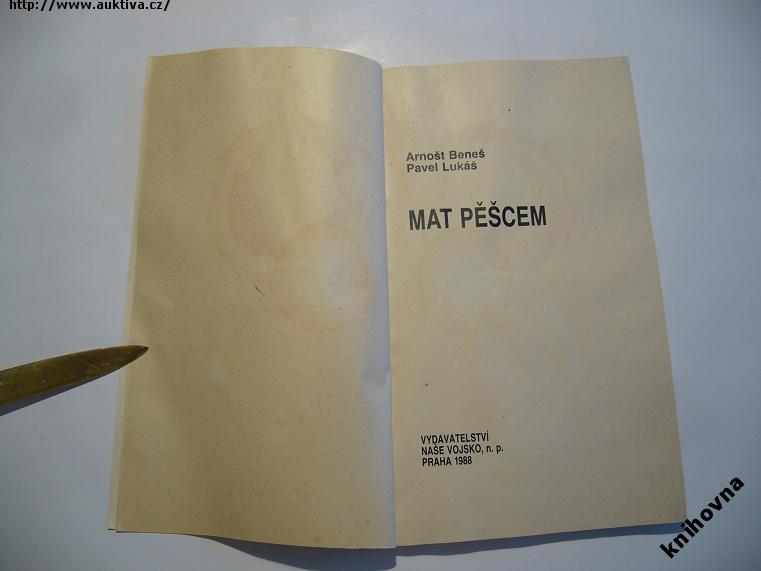 http://www.auktiva.cz/
Arnošt Beneš
Pavel Lukáš
MAT PĚŠCEM
VYDAVATELSTVÍ
NAŠE VOJSKO, n. p.
PRAHA 1988
knihovna